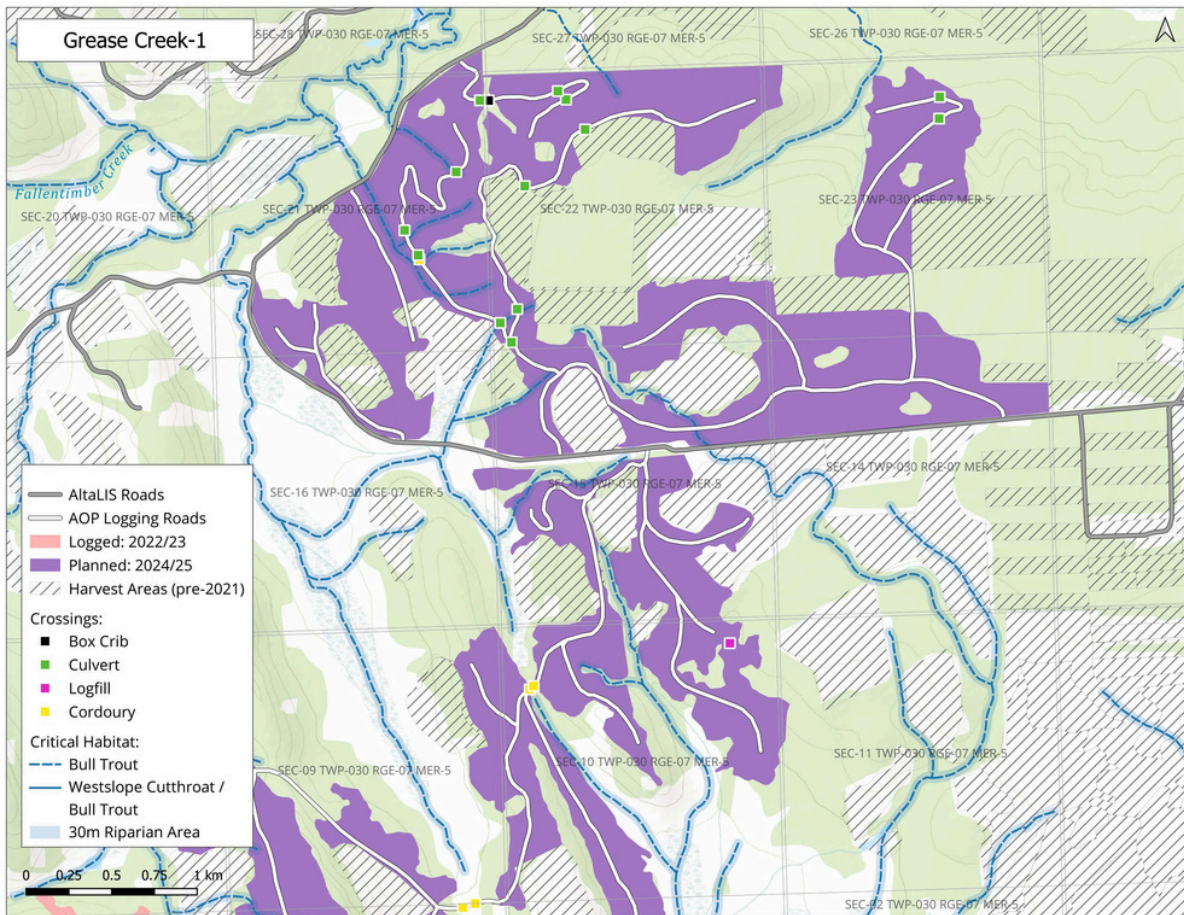 Grease Creek-1
SEC-28 TWP-030 RGE-07 MER-5
SEC-27 TWP-030 RGE-07 MER-5
SEC-26 TWP-030 RGE-07 MER-5
Fallentimber Creek
SEC-20 TWP-030 RGE-07 MER-5
SEC-21 TWP-030 RGE-07 MER-5
SEC-22 TWP-030 RGE-07 MER-5
SEC-23 TWP-030 RGE-07 MER-5
SEC-16 TWP-030 RGE-07 MER-5
SEC-15 TWP-030 RGE-07 MER-5
SEC-14 TWP-030 RGE-07 MER-5
SEC-09 TWP-030 RGE-07 MER-5
SEC-10 TWP-030 RGE-07 MER-5
SEC-11 TWP-030 RGE-07 MER-5
SEC-02 TWP-030 RGE-07 MER-5
AltaLIS Roads
AOP Logging Roads
Logged: 2022/23
Planned: 2024/25
Harvest Areas (pre-2021)
Crossings:
Box Crib
Culvert
Logfill
Cordoury
Critical Habitat:
Bull Trout
Westslope Cutthroat /
Bull Trout
30m Riparian Area
0 0.25 0.5 0.75 1 km